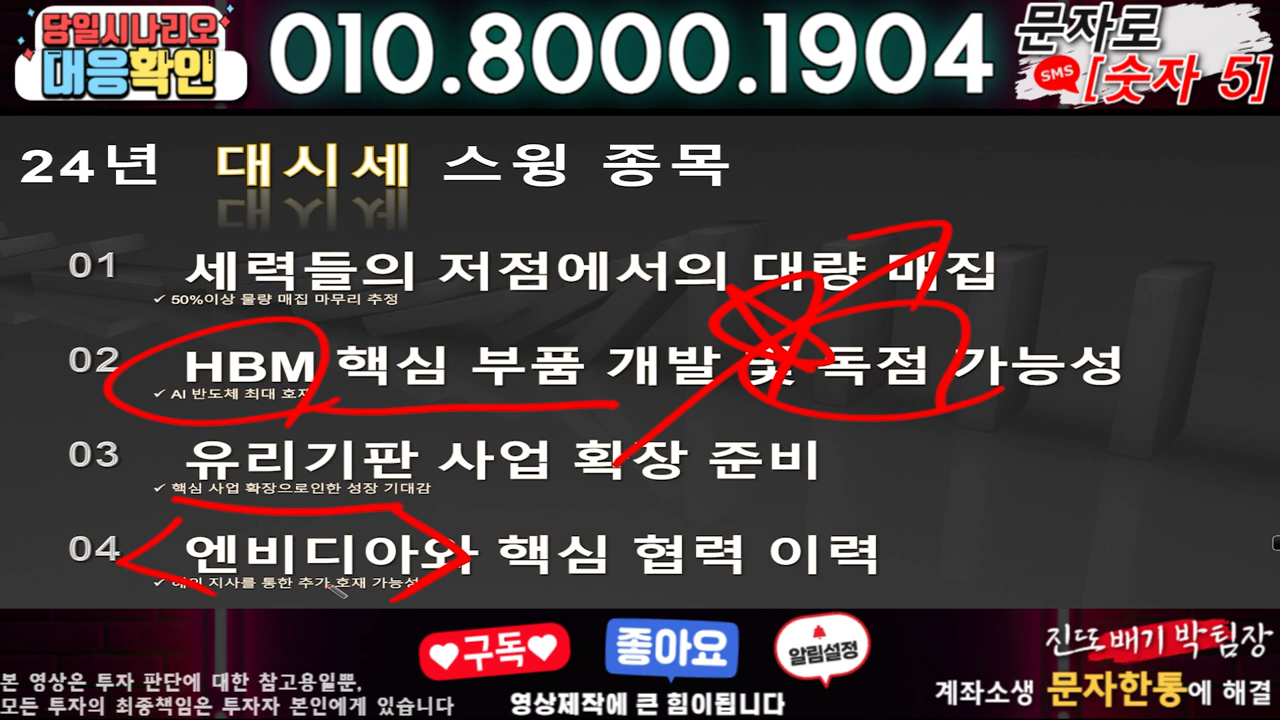 당일시나리오
대응확인
010.8000.1904
문자로
SMS [숫자 5]
24년 대시세 스윙 종목
01 세력들의 저점에서의 대량 매집
✓ 50%이상 물량 매집 마무리 추정
02 HBM 핵심 부품 개발 및 독점 가능성
✓ AI 반도체 최대 호재
03 유리기판 사업 확장 준비
✓ 핵심 사업 확장으로인한 성장 기대감
04 엔비디아와 핵심 협력 이력
✓ 해외 지사를 통한 추가 호재 가능성
구독
좋아요
알림설정
영상제작에 큰 힘이됩니다
본 영상은 투자 판단에 대한 참고용일뿐,
모든 투자의 최종책임은 투자자 본인에게 있습니다
진또배기 박팀장
계좌소생 문자한통에 해결